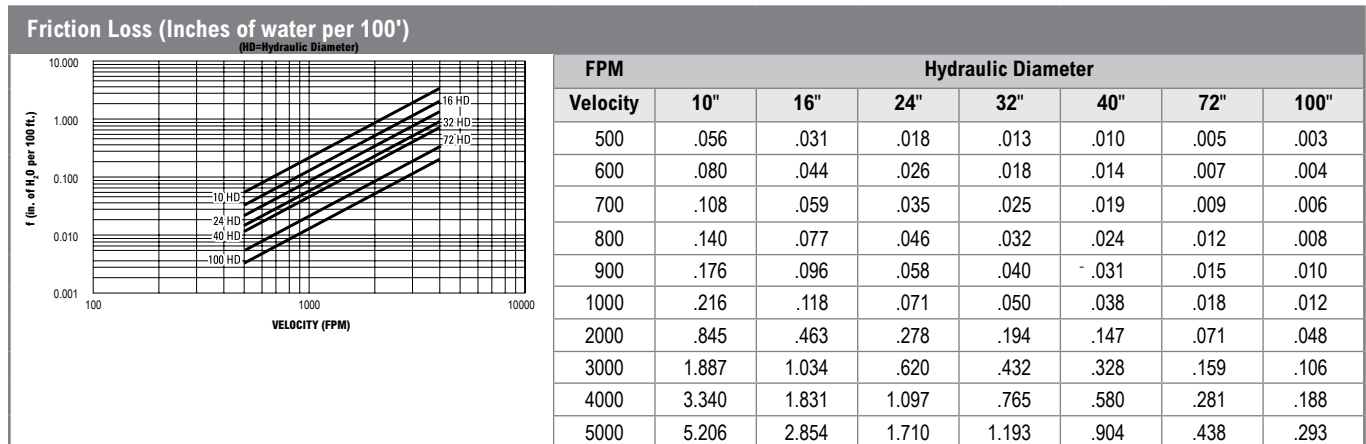 Friction Loss (Inches of water per 100')
(HD=Hydraulic Diameter)
10.000
1.000
0.100
0.010
0.001
f (in. of H₂0 per 100 ft.)
16 HD
32 HD
72 HD
10 HD
24 HD
40 HD
100 HD
100 1000 10000
VELOCITY (FPM)
FPM Hydraulic Diameter
Velocity 10" 16" 24" 32" 40" 72" 100"
500 .056 .031 .018 .013 .010 .005 .003
600 .080 .044 .026 .018 .014 .007 .004
700 .108 .059 .035 .025 .019 .009 .006
800 .140 .077 .046 .032 .024 .012 .008
900 .176 .096 .058 .040 - .031 .015 .010
1000 .216 .118 .071 .050 .038 .018 .012
2000 .845 .463 .278 .194 .147 .071 .048
3000 1.887 1.034 .620 .432 .328 .159 .106
4000 3.340 1.831 1.097 .765 .580 .281 .188
5000 5.206 2.854 1.710 1.193 .904 .438 .293